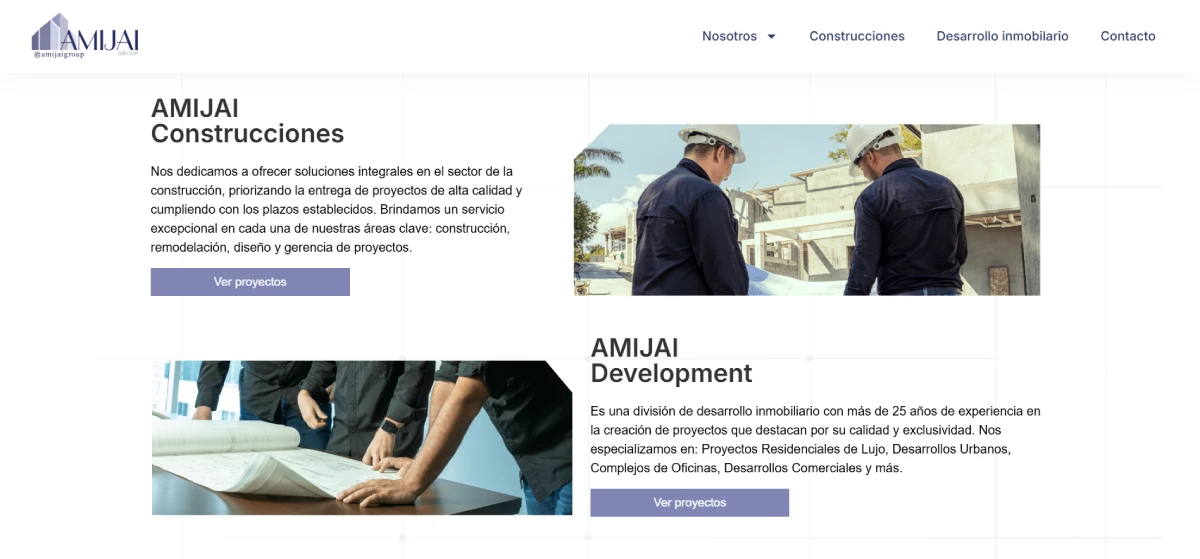 AMIJAI
GROUP
@amijaigroup
Nosotros
Construcciones
Desarrollo inmobiliario
Contacto
AMIJAI
Construcciones
Nos dedicamos a ofrecer soluciones integrales en el sector de la
construcción, priorizando la entrega de proyectos de alta calidad y
cumpliendo con los plazos establecidos. Brindamos un servicio
excepcional en cada una de nuestras áreas clave: construcción,
remodelación, diseño y gerencia de proyectos.
Ver proyectos
AMIJAI
Development
Es una división de desarrollo inmobiliario con más de 25 años de experiencia en
la creación de proyectos que destacan por su calidad y exclusividad. Nos
especializamos en: Proyectos Residenciales de Lujo, Desarrollos Urbanos,
Complejos de Oficinas, Desarrollos Comerciales y más.
Ver proyectos